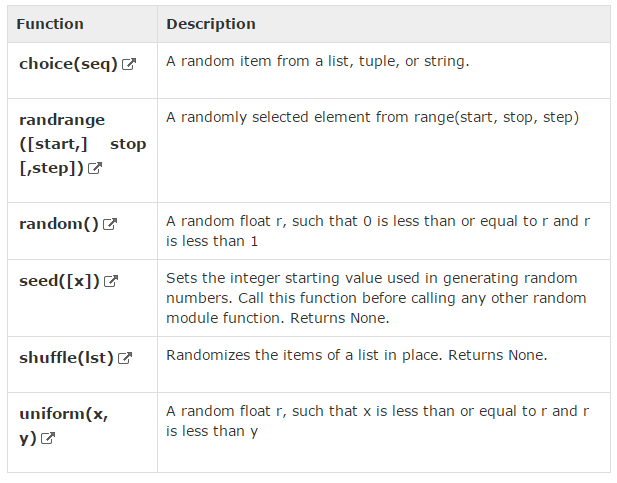 Function Description
choice(seq) A random item from a list, tuple, or string.
randrange A randomly selected element from range(start, stop, step)
([start,] stop
[,step])
random() A random float r, such that 0 is less than or equal to r and r
is less than 1
seed([x]) Sets the integer starting value used in generating random
numbers. Call this function before calling any other random
module function. Returns None.
shuffle(lst) Randomizes the items of a list in place. Returns None.
uniform(x, A random float r, such that x is less than or equal to r and r
y) is less than y